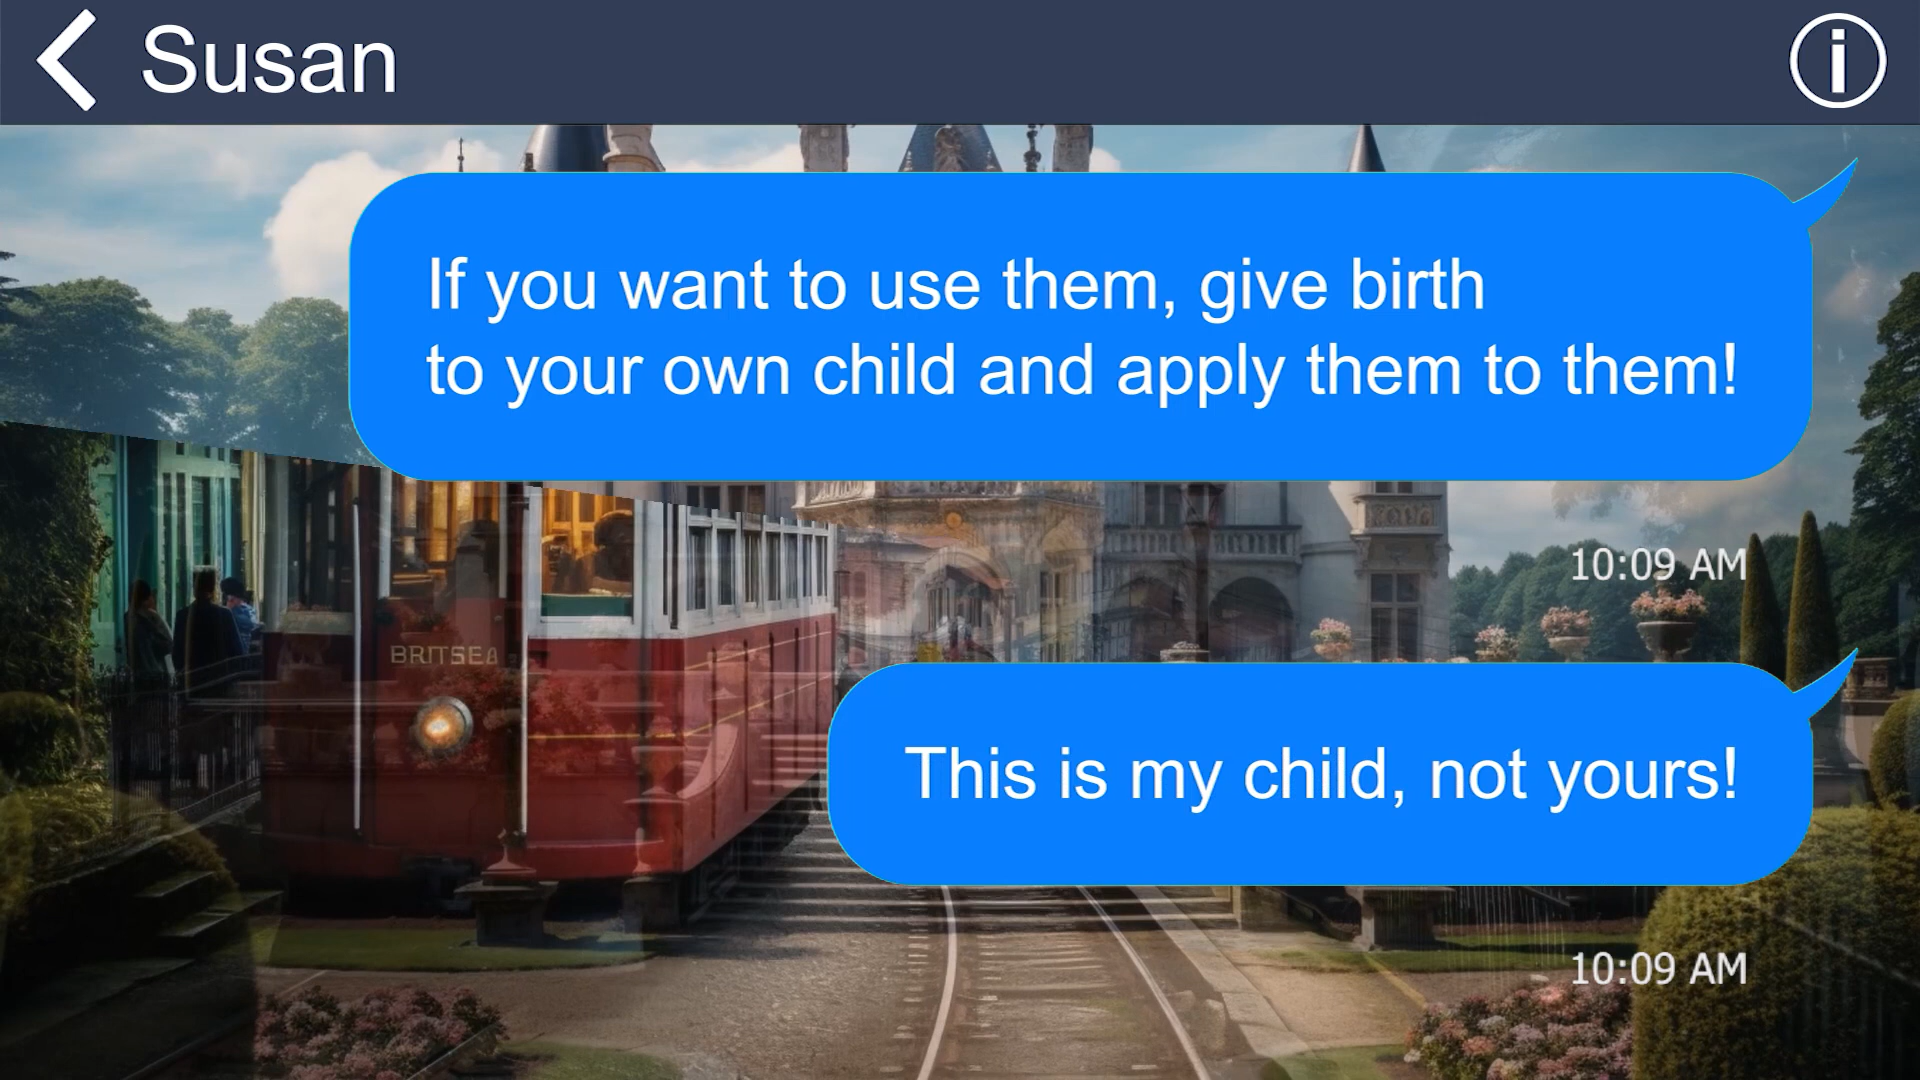 Susan
If you want to use them, give birth
to your own child and apply them to them!
10:09 AM
BRITSEA
This is my child, not yours!
10:09 AM